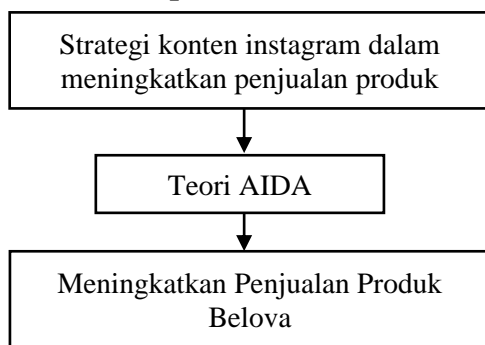 Strategi konten instagram dalam
meningkatkan penjualan produk
Teori AIDA
Meningkatkan Penjualan Produk
Belova